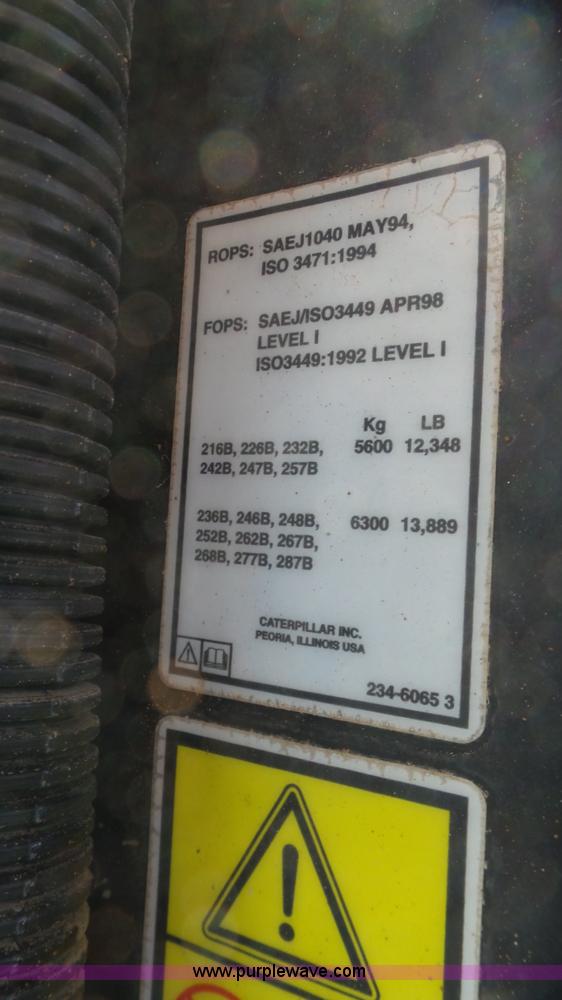 ROPS: SAEJ1040 MAY94,
ISO 3471:1994
FOPS: SAEJ/ISO3449 APR98
LEVEL I
ISO3449:1992 LEVEL I
Kg LB
216B, 226B, 232B, 5600 12,348
242B, 247B, 257B
236B, 246B, 248B, 6300 13,889
252B, 262B, 267B,
268B, 277B, 287B
CATERPILLAR INC.
PEORIA, ILLINOIS USA
234-6065 3
www.purplewave.com